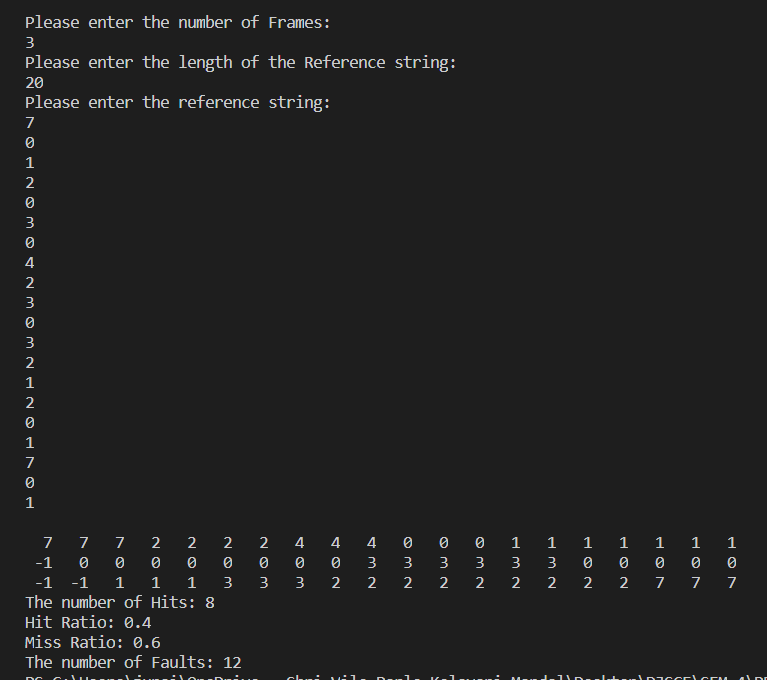 Please enter the number of Frames:
3
Please enter the length of the Reference string:
20
Please enter the reference string:
7
0
1
2
0
3
0
4
2
3
0
3
2
1
2
0
1
7
0
1
7 7 7 2 2 2 2 4 4 4 0 0 0 1 1 1 1 1 1 1
-1 0 0 0 0 0 0 0 0 3 3 3 3 3 3 0 0 0 0 0
-1 -1 1 1 1 3 3 3 2 2 2 2 2 2 2 2 2 7 7 7
The number of Hits: 8
Hit Ratio: 0.4
Miss Ratio: 0.6
The number of Faults: 12